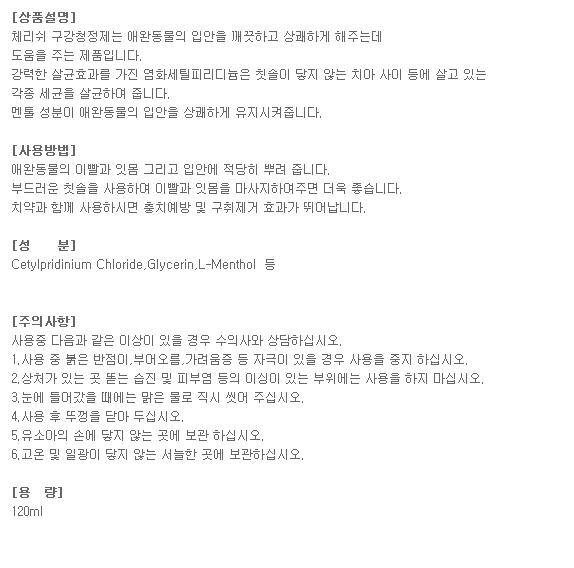 [상품설명]
체리쉬 구강청정제는 애완동물의 입안을 깨끗하고 상쾌하게 해주는데
도움을 주는 제품입니다.
강력한 살균효과를 가진 염화세틸피리디늄은 칫솔이 닿지 않는 치아 사이 등에 살고 있는
각종 세균을 살균하여 줍니다.
멘톨 성분이 애완동물의 입안을 상쾌하게 유지시켜줍니다.
[사용방법]
애완동물의 이빨과 잇몸 그리고 입안에 적당히 뿌려 줍니다.
부드러운 칫솔을 사용하여 이빨과 잇몸을 마사지하여주면 더욱 좋습니다.
치약과 함께 사용하시면 충치예방 및 구취제거 효과가 뛰어납니다.
[성 분]
Cetylpridinium Chloride,Glycerin,L-Menthol 등
[주의사항]
사용중 다음과 같은 이상이 있을 경우 수의사와 상담하십시오.
1.사용 중 붉은 반점이,부어오름,가려움증 등 자극이 있을 경우 사용을 중지 하십시오.
2.상처가 있는 곳 똗는 습진 및 피부염 등의 이싱이 있는 부위에는 사용을 하지 마십시오.
3.눈에 들어갔을 때에는 맑은 물로 직시 씻어 주십시오.
4.사용 후 뚜껑을 닫아 두십시오.
5.유소아의 손에 닿지 않는 곳에 보관 하십시오.
6.고온 및 일광이 닿지 않는 서늘한 곳에 보관하십시오.
[용 량]
120ml